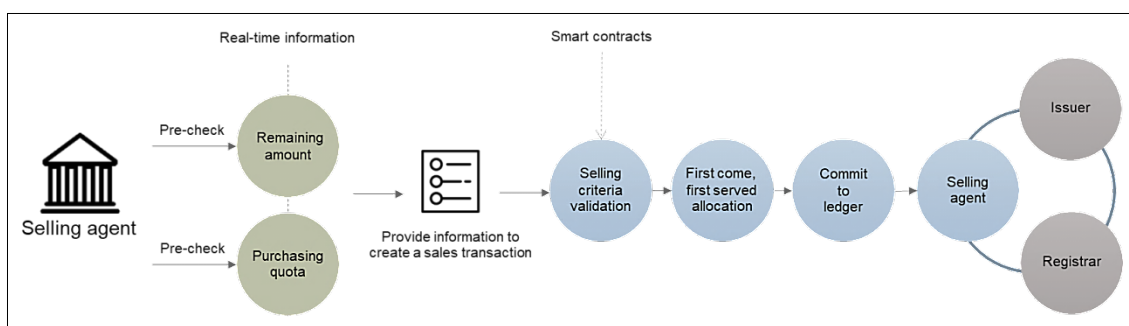 Real-time information
Smart contracts
Issuer
Pre-check
Remaining
amount
Selling agent
Selling
criteria
validation
First come,
first served
allocation
Commit
to
ledger
Selling
agent
Provide information to
create a sales transaction
Pre-check
Purchasing
quota
Registrar